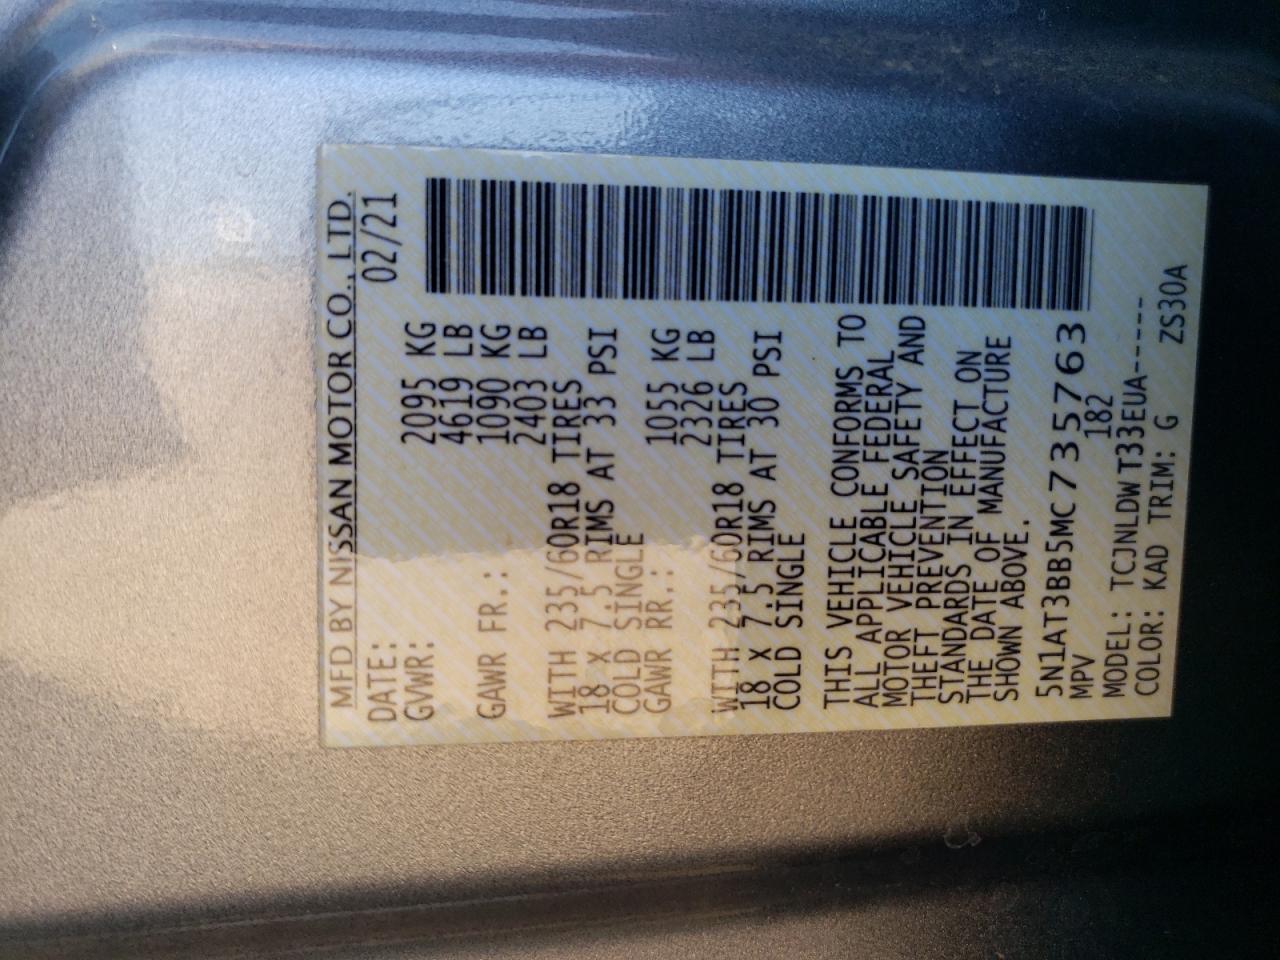 MFD BY NISSAN MOTOR CO., LTD.
DATE: 02/21
GVWR: 2095 KG
4619 LB
GAWR FR.: 1090 KG
2403 LB
WITH 235/60R18 TIRES
18 X 7.5 RIMS AT 33 PSI
COLD SINGLE
GAWR RR.: 1055 KG
2326 LB
WITH 235/60R18 TIRES
18 X 7.5 RIMS AT 30 PSI
COLD SINGLE
THIS VEHICLE CONFORMS TO
ALL APPLICABLE FEDERAL
MOTOR VEHICLE SAFETY AND
THEFT PREVENTION
STANDARDS IN EFFECT ON
THE DATE OF MANUFACTURE
SHOWN ABOVE.
5N1AT3BB5MC735763
MPV 182
MODEL: TCJNLDW T33EUA-----
COLOR: KAD TRIM: G ZS30A